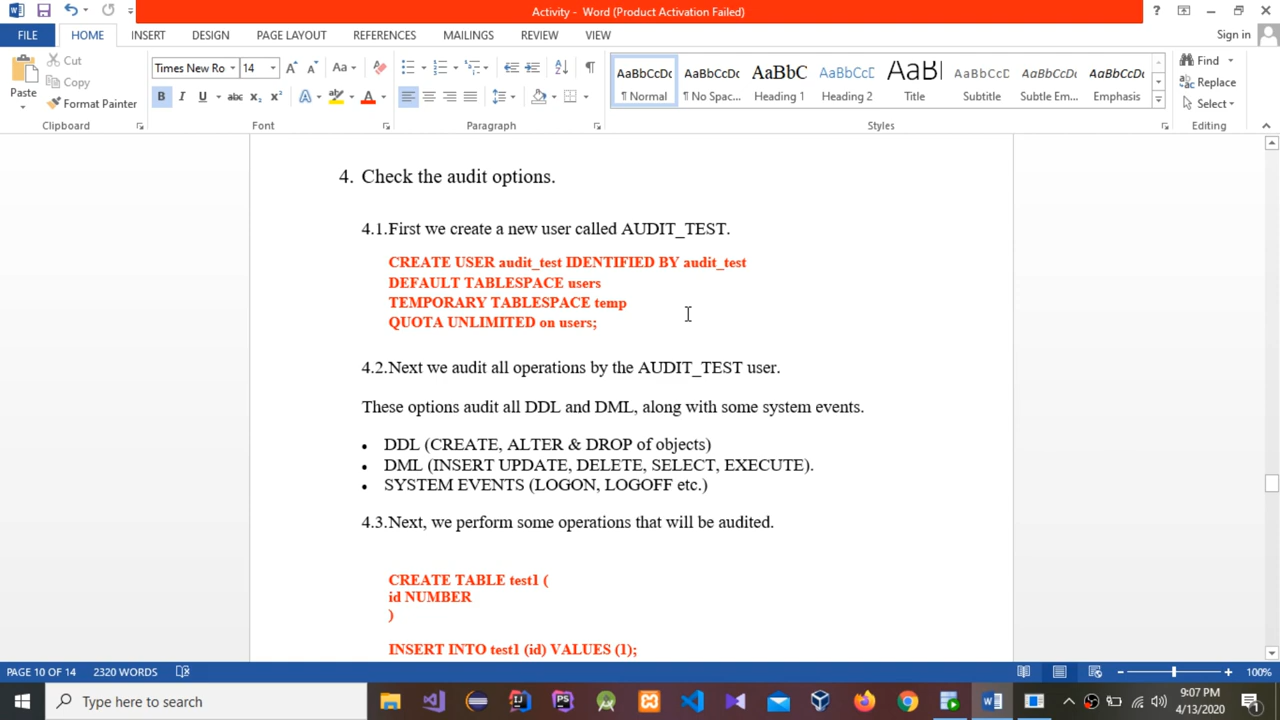 Activity - Word (Product Activation Failed)
FILE HOME INSERT DESIGN PAGE LAYOUT REFERENCES MAILINGS REVIEW VIEW Sign in
Paste
Cut
Copy
Format Painter
Clipboard
Times New Ro 14
Aa
B I U abc x₂ x² A ab A
Font
Paragraph
AaBbCcDc AaBbCcDc AaBbC AaBbCcE AaBl AaBbCcDc AaBbCcDc AaBbCcDc
¶ Normal ¶ No Spac... Heading 1 Heading 2 Title Subtitle Subtle Em... Emphasis
Styles
Find
Replace
Select
Editing
4. Check the audit options.
4.1.First we create a new user called AUDIT_TEST.
CREATE USER audit_test IDENTIFIED BY audit_test
DEFAULT TABLESPACE users
TEMPORARY TABLESPACE temp
QUOTA UNLIMITED on users;
4.2.Next we audit all operations by the AUDIT_TEST user.
These options audit all DDL and DML, along with some system events.
• DDL (CREATE, ALTER & DROP of objects)
• DML (INSERT UPDATE, DELETE, SELECT, EXECUTE).
• SYSTEM EVENTS (LOGON, LOGOFF etc.)
4.3.Next, we perform some operations that will be audited.
CREATE TABLE test1 (
id NUMBER
)
INSERT INTO test1 (id) VALUES (1);
PAGE 10 OF 14 2320 WORDS 100%
Type here to search
9:07 PM
4/13/2020